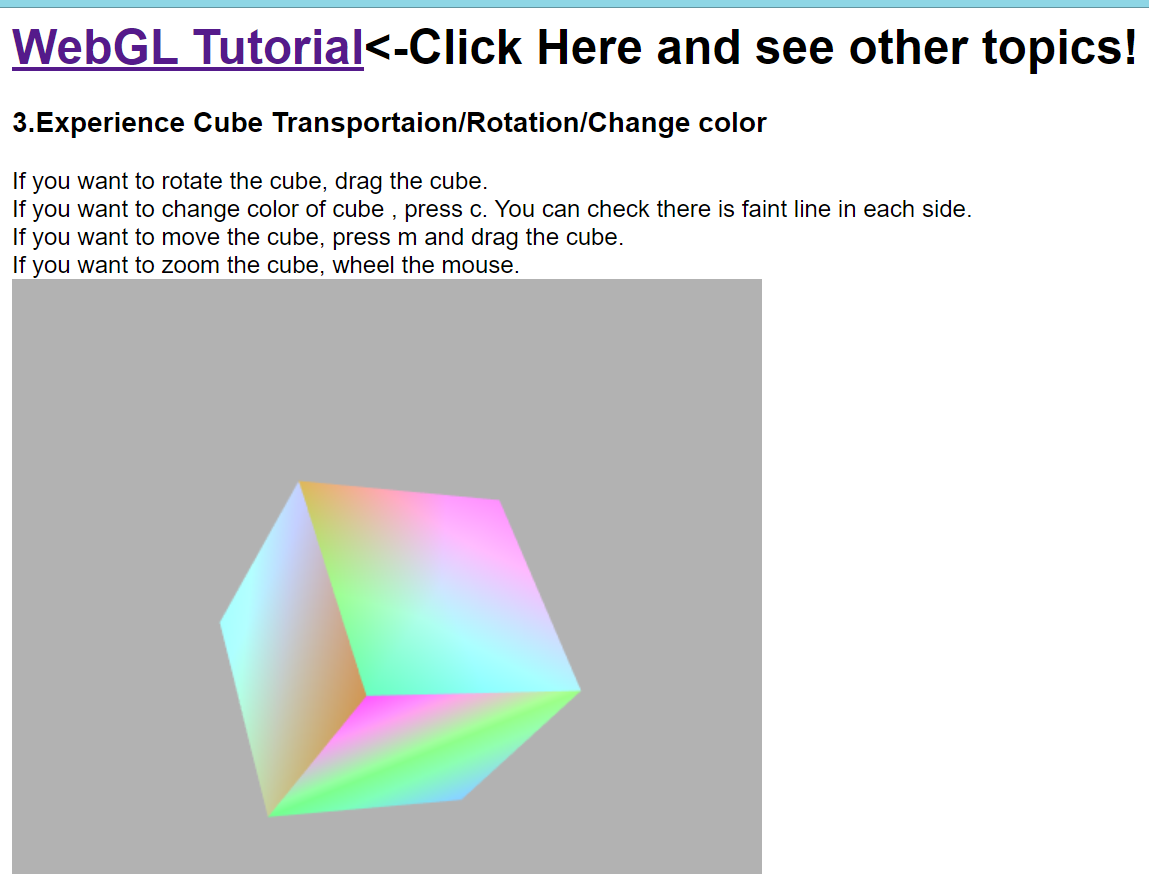 WebGL Tutorial<-Click Here and see other topics!
3.Experience Cube Transportaion/Rotation/Change color
If you want to rotate the cube, drag the cube.
If you want to change color of cube , press c. You can check there is faint line in each side.
If you want to move the cube, press m and drag the cube.
If you want to zoom the cube, wheel the mouse.